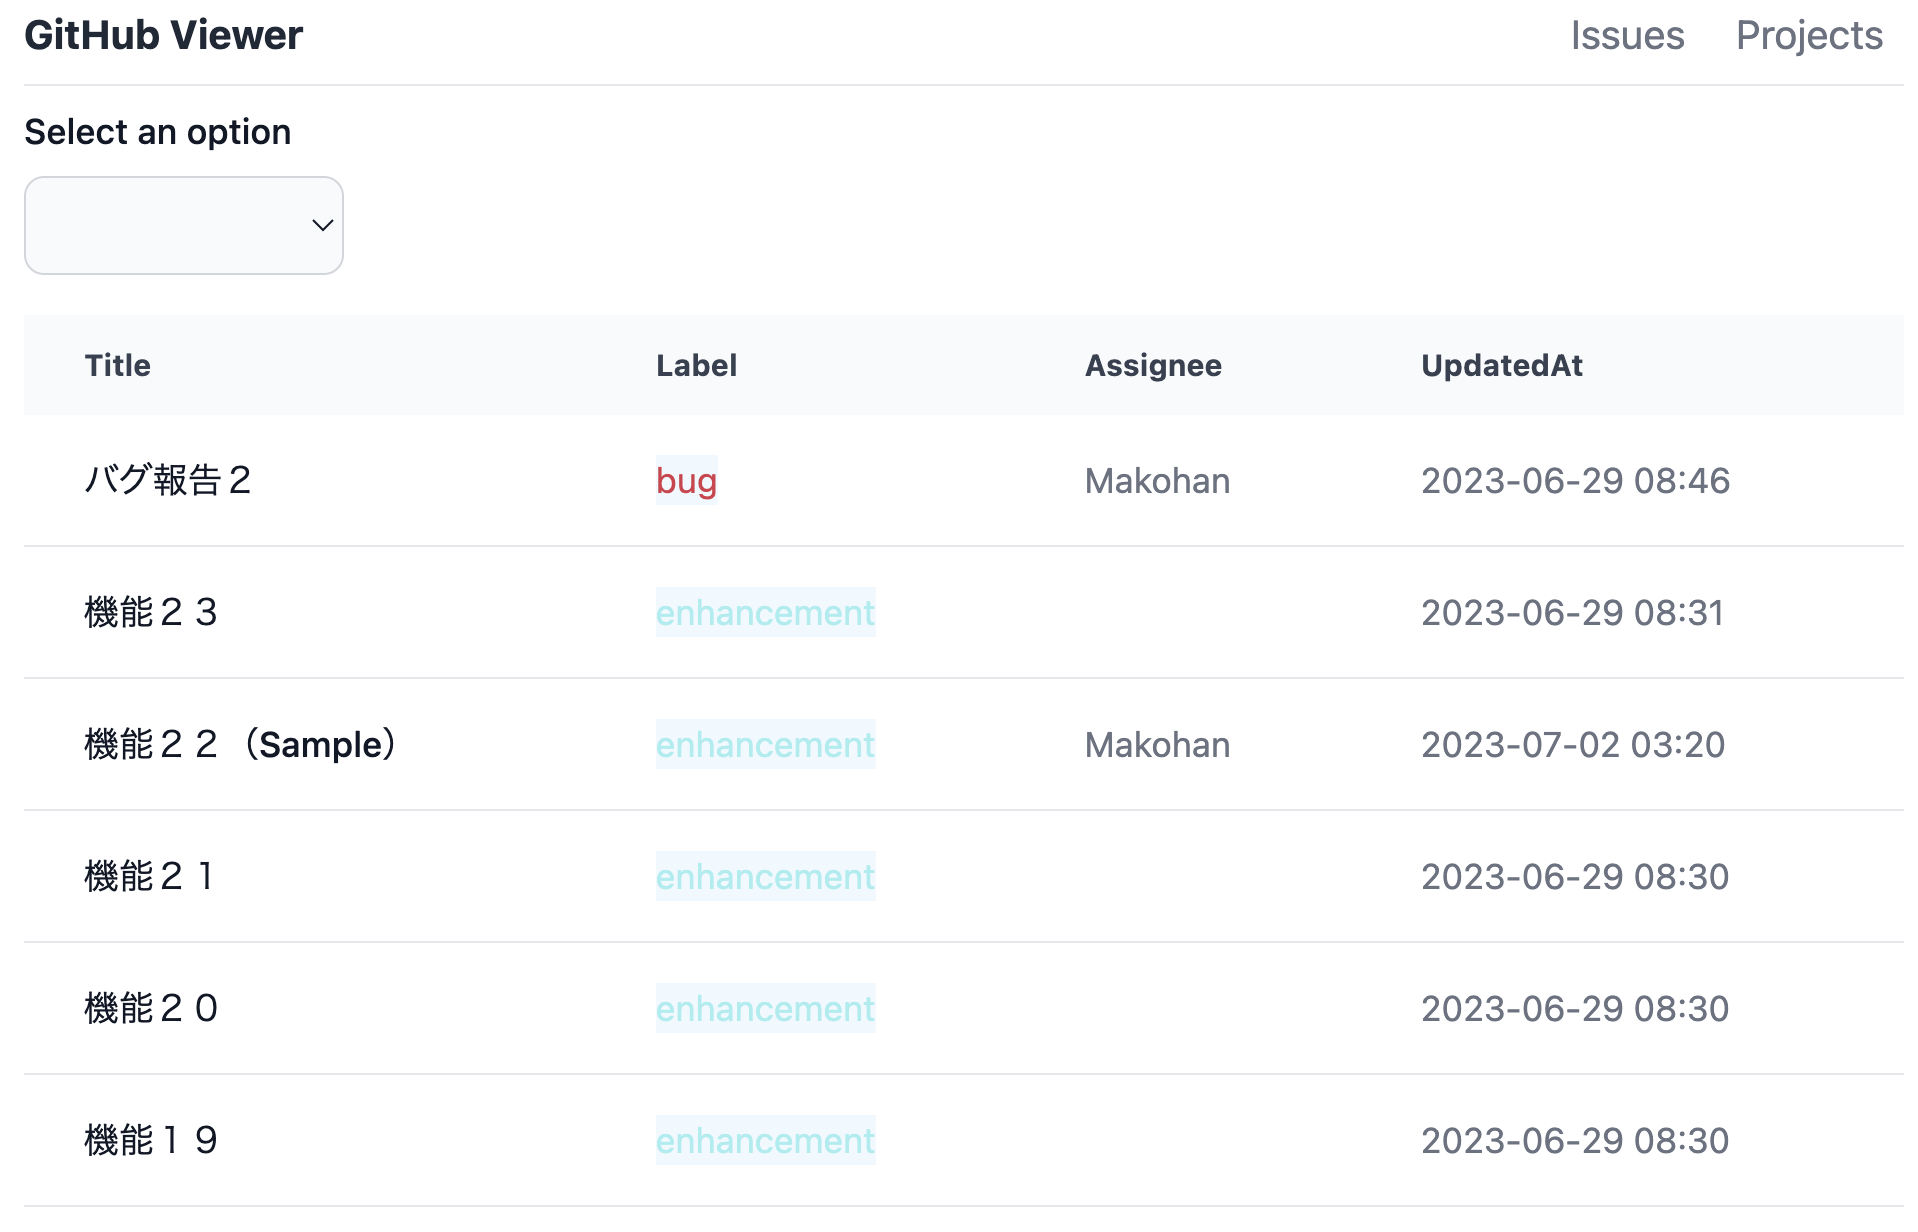 GitHub Viewer Issues Projects
Select an option
Title Label Assignee UpdatedAt
バグ報告２ bug Makohan 2023-06-29 08:46
機能２３ enhancement 2023-06-29 08:31
機能２２（Sample） enhancement Makohan 2023-07-02 03:20
機能２１ enhancement 2023-06-29 08:30
機能２０ enhancement 2023-06-29 08:30
機能１９ enhancement 2023-06-29 08:30